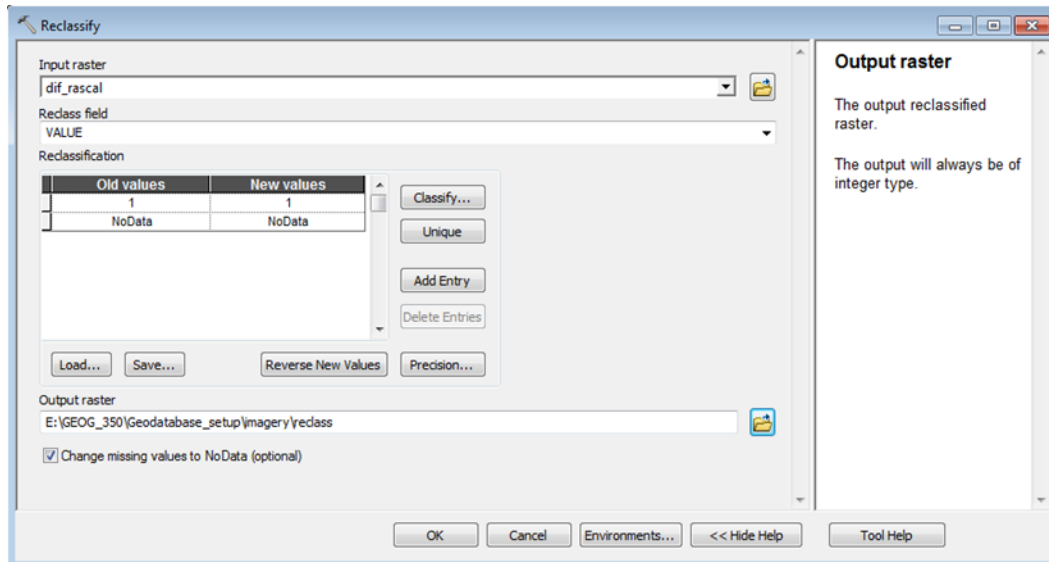 Reclassify
Input raster
dif_rascal
Reclass field
VALUE
Reclassification
Old values New values
1 1
NoData NoData
Classify...
Unique
Add Entry
Delete Entries
Load... Save... Reverse New Values Precision...
Output raster
E:\GEOG_350\Geodatabase_setup\imagery\reclass
Change missing values to NoData (optional)
OK Cancel Environments... << Hide Help Tool Help
Output raster
The output reclassified
raster.
The output will always be of
integer type.